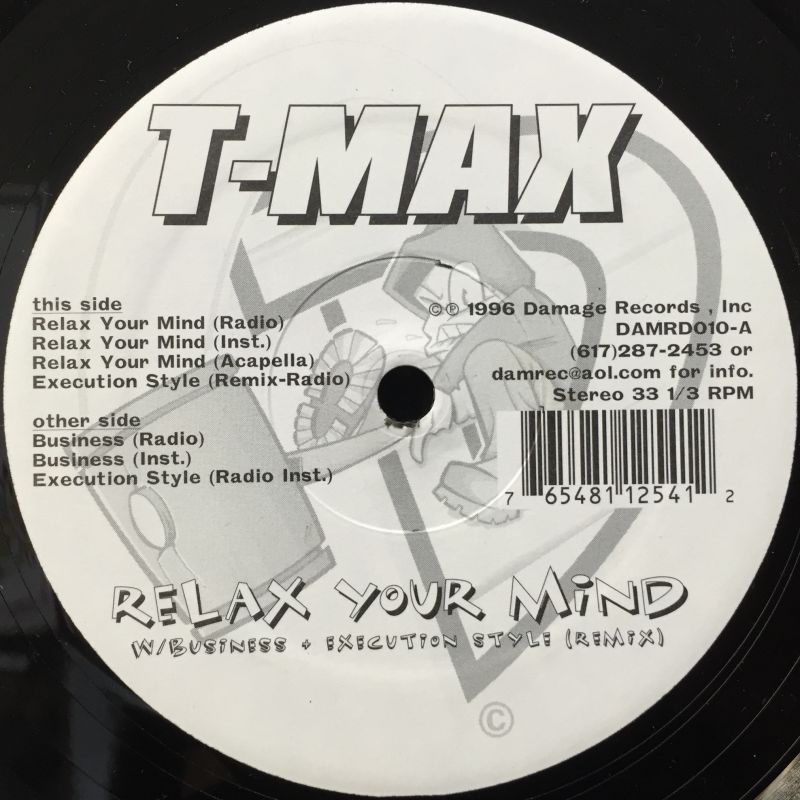 T-MAX
this side
Relax Your Mind (Radio)
Relax Your Mind (Inst.)
Relax Your Mind (Acapella)
Execution Style (Remix-Radio)
other side
Business (Radio)
Business (Inst.)
Execution Style (Radio Inst.)
©℗ 1996 Damage Records , Inc
DAMRD010-A
(617)287-2453 or
damrec@aol.com for info.
Stereo 33 1/3 RPM
7 65481 12541 2
RELAX YOUR MiND
W/BUSINESS + EXECUTION STYLE (REMIX)
©